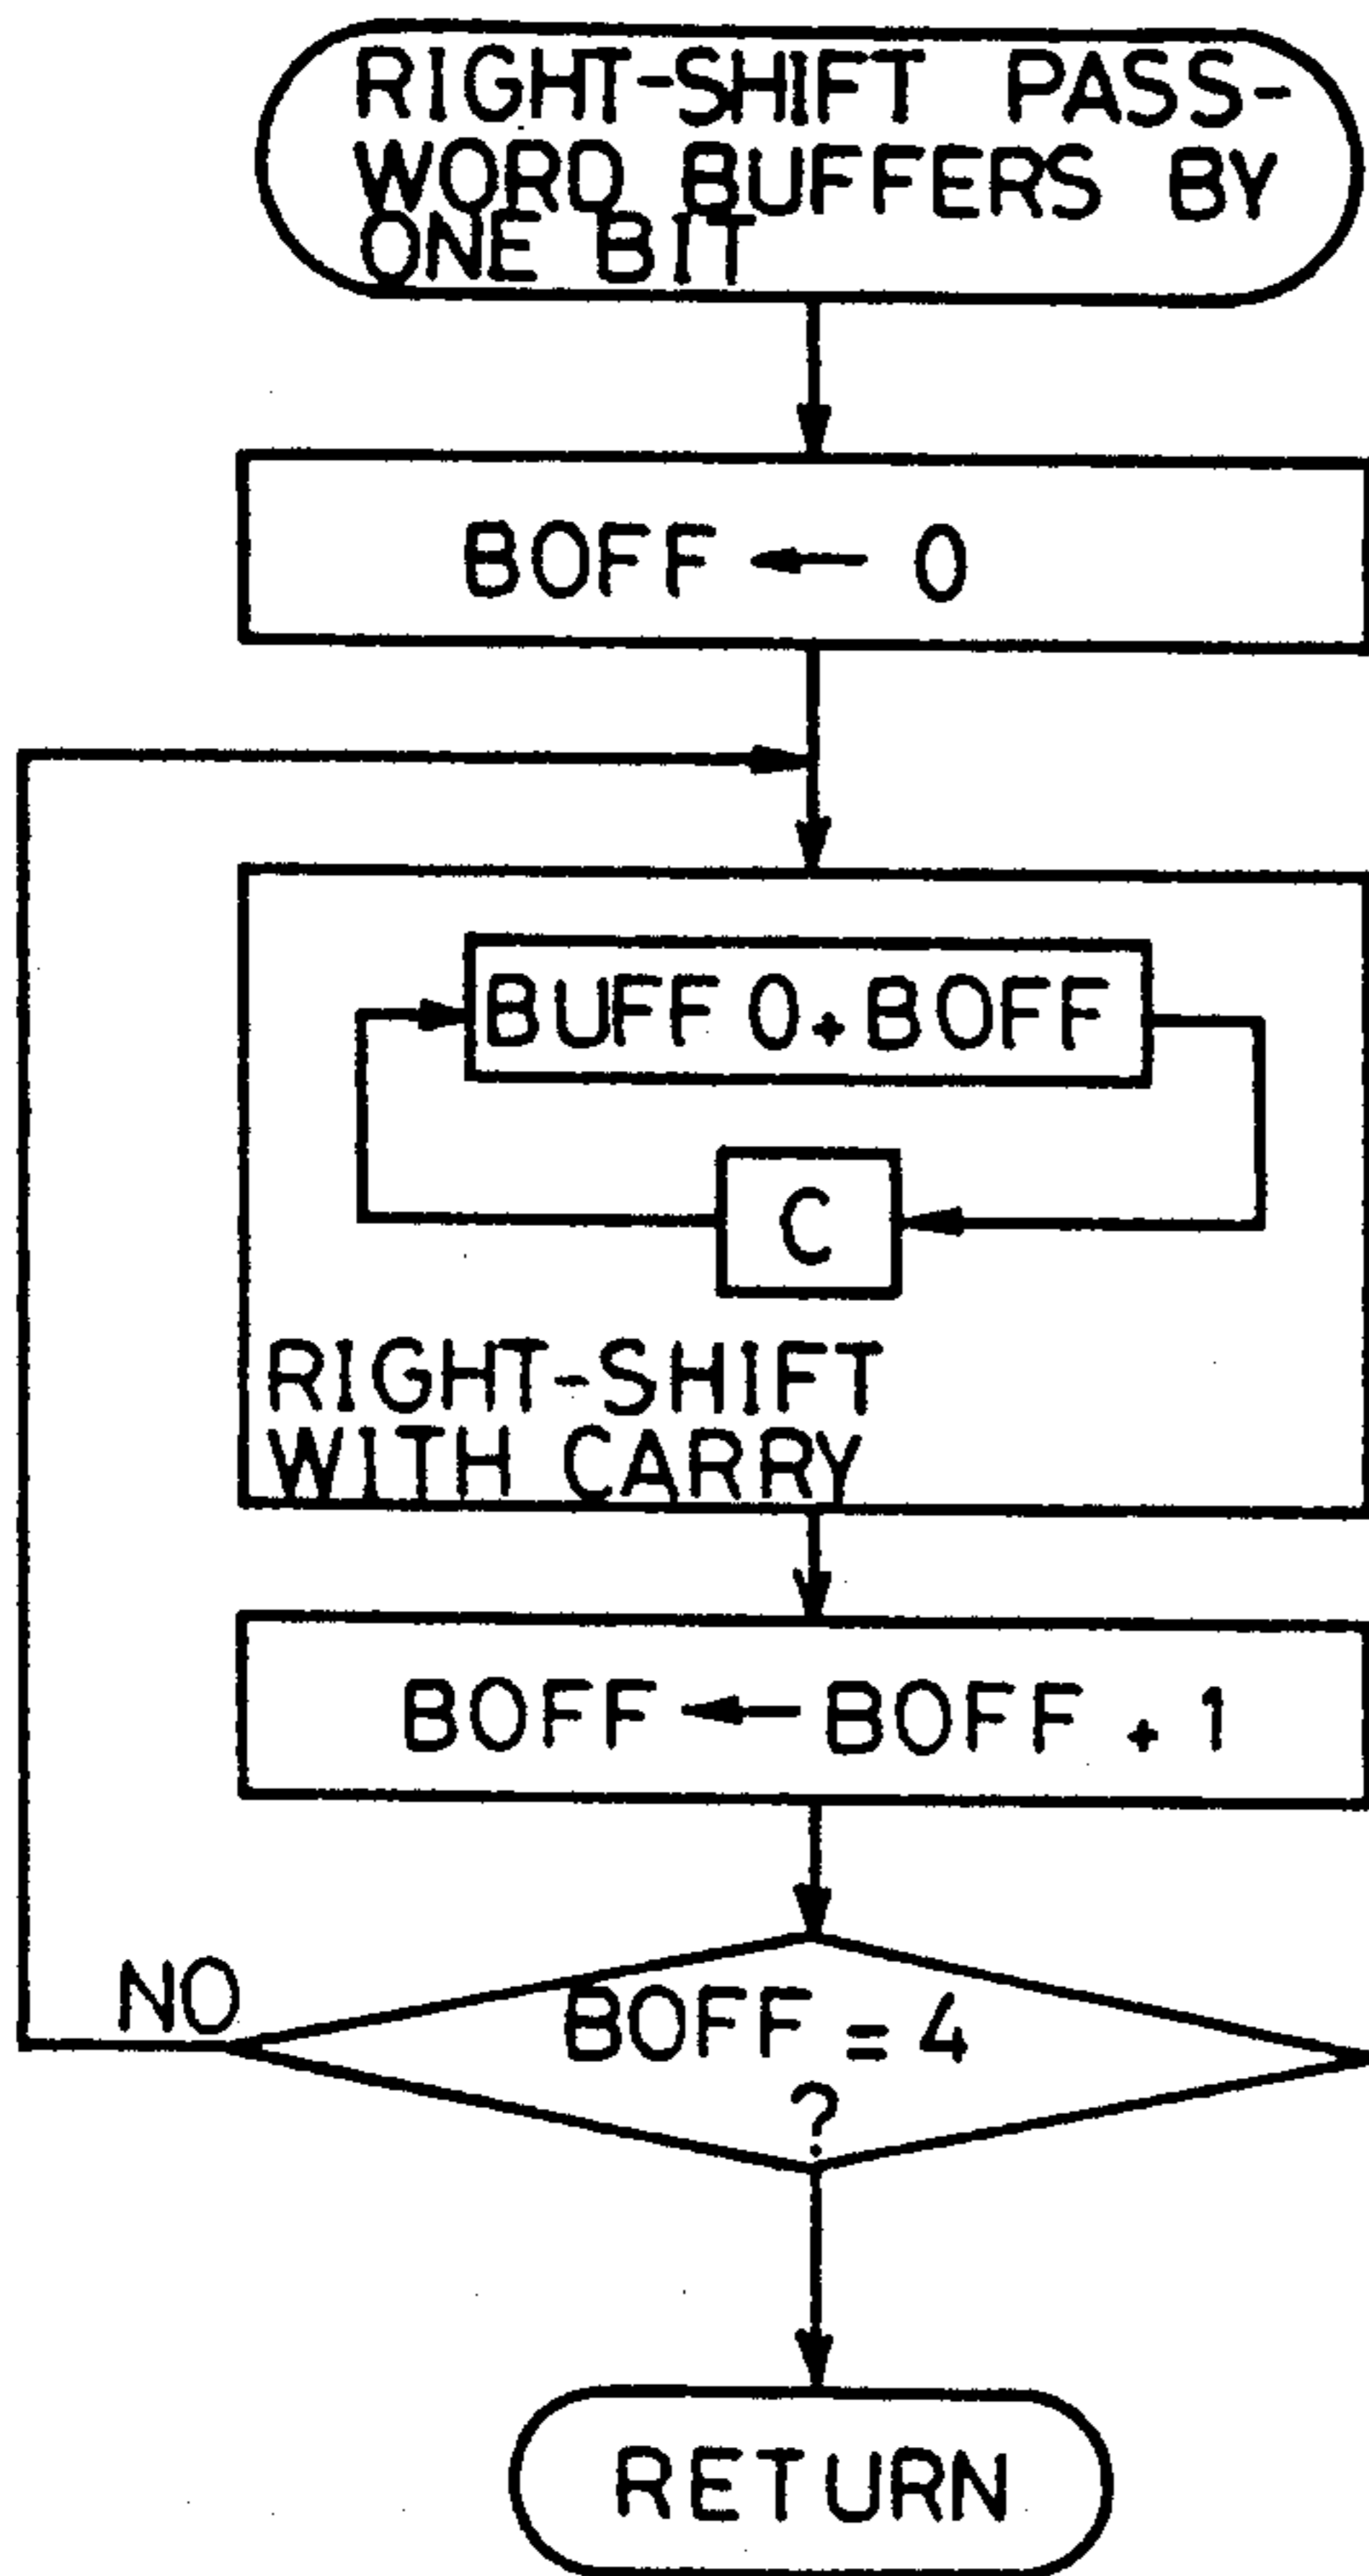 RIGHT-SHIFT PASS-
WORD BUFFERS BY
ONE BIT
BOFF ← 0
BUFF 0+BOFF
C
RIGHT-SHIFT
WITH CARRY
BOFF ← BOFF + 1
NO
BOFF = 4
?
RETURN